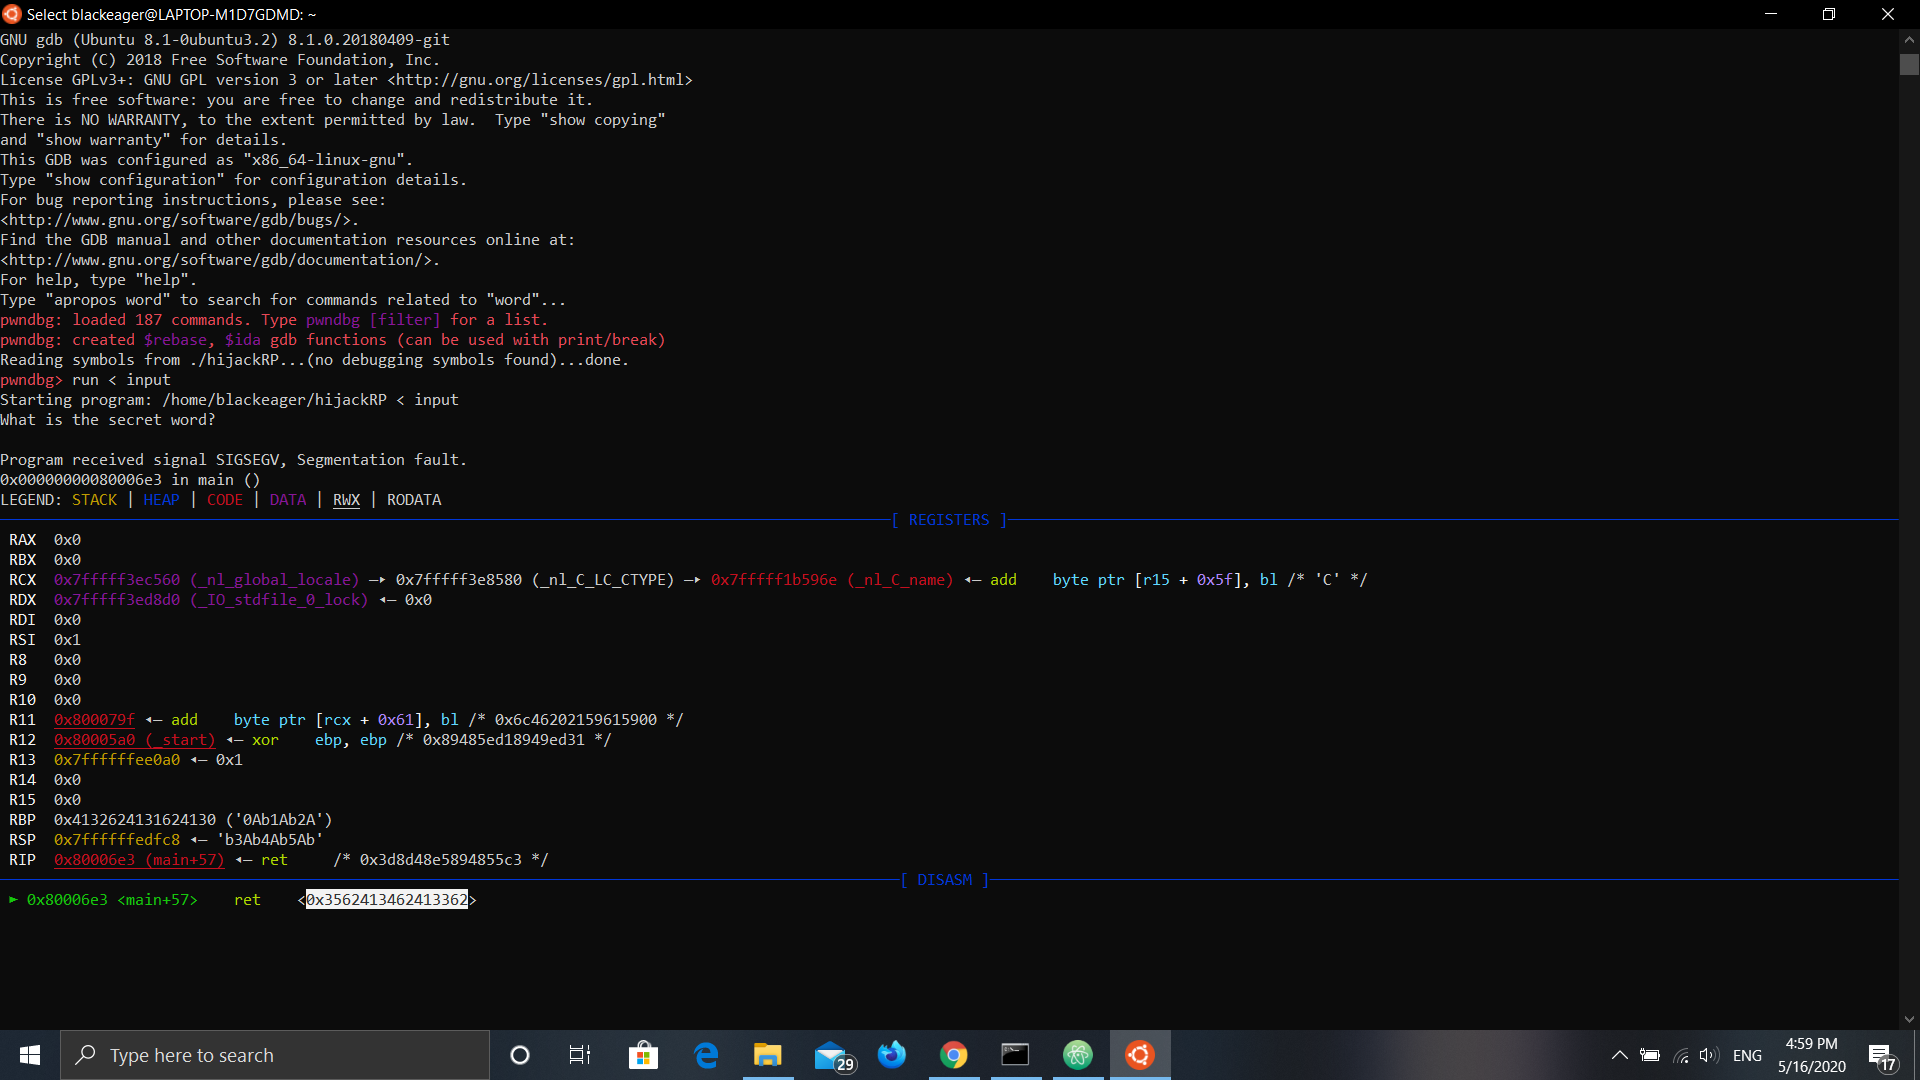 Select blackeager@LAPTOP-M1D7GDMD: ~
GNU gdb (Ubuntu 8.1-0ubuntu3.2) 8.1.0.20180409-git
Copyright (C) 2018 Free Software Foundation, Inc.
License GPLv3+: GNU GPL version 3 or later <http://gnu.org/licenses/gpl.html>
This is free software: you are free to change and redistribute it.
There is NO WARRANTY, to the extent permitted by law.  Type "show copying"
and "show warranty" for details.
This GDB was configured as "x86_64-linux-gnu".
Type "show configuration" for configuration details.
For bug reporting instructions, please see:
<http://www.gnu.org/software/gdb/bugs/>.
Find the GDB manual and other documentation resources online at:
<http://www.gnu.org/software/gdb/documentation/>.
For help, type "help".
Type "apropos word" to search for commands related to "word"...
pwndbg: loaded 187 commands. Type pwndbg [filter] for a list.
pwndbg: created $rebase, $ida gdb functions (can be used with print/break)
Reading symbols from ./hijackRP...(no debugging symbols found)...done.
pwndbg> run < input
Starting program: /home/blackeager/hijackRP < input
What is the secret word?
Program received signal SIGSEGV, Segmentation fault.
0x00000000080006e3 in main ()
LEGEND: STACK | HEAP | CODE | DATA | RWX | RODATA
[ REGISTERS ]
RAX  0x0
RBX  0x0
RCX  0x7fffff3ec560 (_nl_global_locale) —▸ 0x7fffff3e8580 (_nl_C_LC_CTYPE) —▸ 0x7fffff1b596e (_nl_C_name) ◂— add    byte ptr [r15 + 0x5f], bl /* 'C' */
RDX  0x7fffff3ed8d0 (_IO_stdfile_0_lock) ◂— 0x0
RDI  0x0
RSI  0x1
R8   0x0
R9   0x0
R10  0x0
R11  0x800079f ◂— add    byte ptr [rcx + 0x61], bl /* 0x6c46202159615900 */
R12  0x80005a0 (_start) ◂— xor    ebp, ebp /* 0x89485ed18949ed31 */
R13  0x7ffffffee0a0 ◂— 0x1
R14  0x0
R15  0x0
RBP  0x4132624131624130 ('0Ab1Ab2A')
RSP  0x7ffffffedfc8 ◂— 'b3Ab4Ab5Ab'
RIP  0x80006e3 (main+57) ◂— ret     /* 0x3d8d48e5894855c3 */
[ DISASM ]
► 0x80006e3 <main+57>    ret    <0x3562413462413362>
Type here to search
29
ENG
4:59 PM
5/16/2020
17